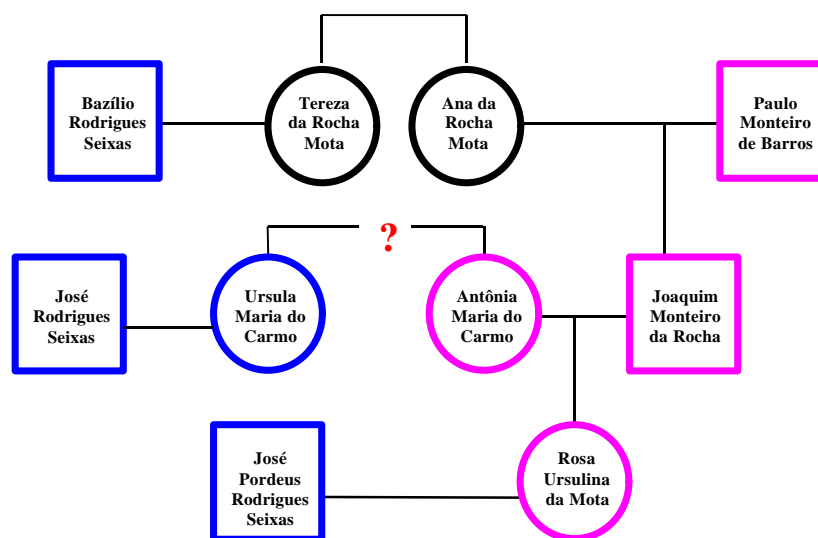 Bazílio
Rodrigues
Seixas
Tereza
da Rocha
Mota
Ana da
Rocha
Mota
Paulo
Monteiro
de Barros
?
José
Rodrigues
Seixas
Ursula
Maria do
Carmo
Antônia
Maria do
Carmo
Joaquim
Monteiro
da Rocha
José
Pordeus
Rodrigues
Seixas
Rosa
Ursulina
da Mota